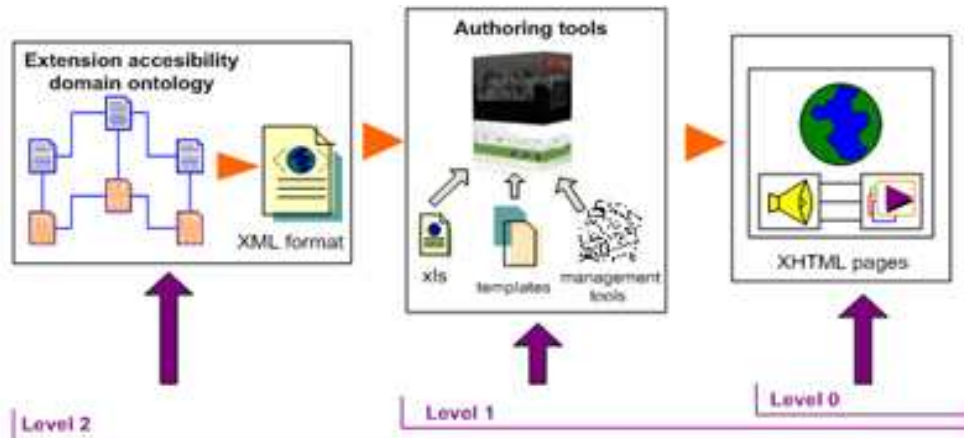 Extension accesibility
domain ontology
XML format
Authoring tools
xls
templates
management
tools
XHTML pages
Level 2
Level 1
Level 0